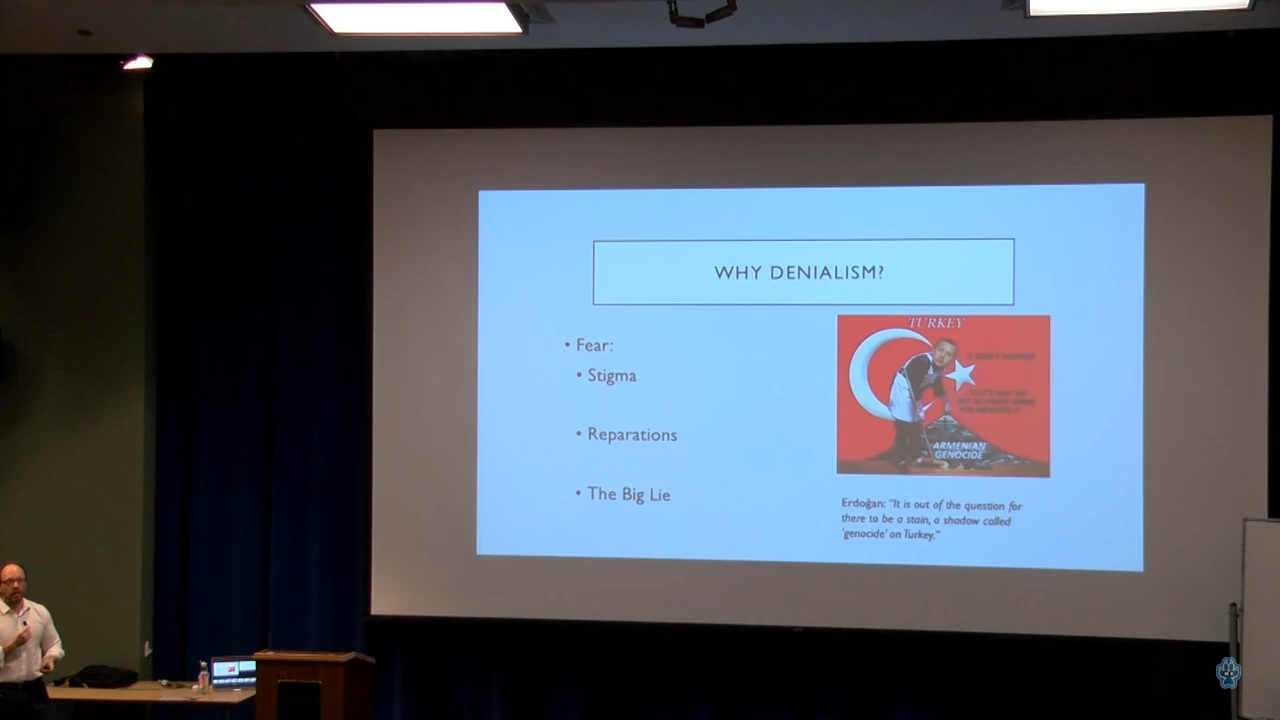 WHY DENIALISM?
• Fear:
• Stigma
• Reparations
• The Big Lie
TURKEY
ARMENIAN
GENOCIDE
Erdoğan: "It is out of the question for
there to be a stain, a shadow called
'genocide' on Turkey."